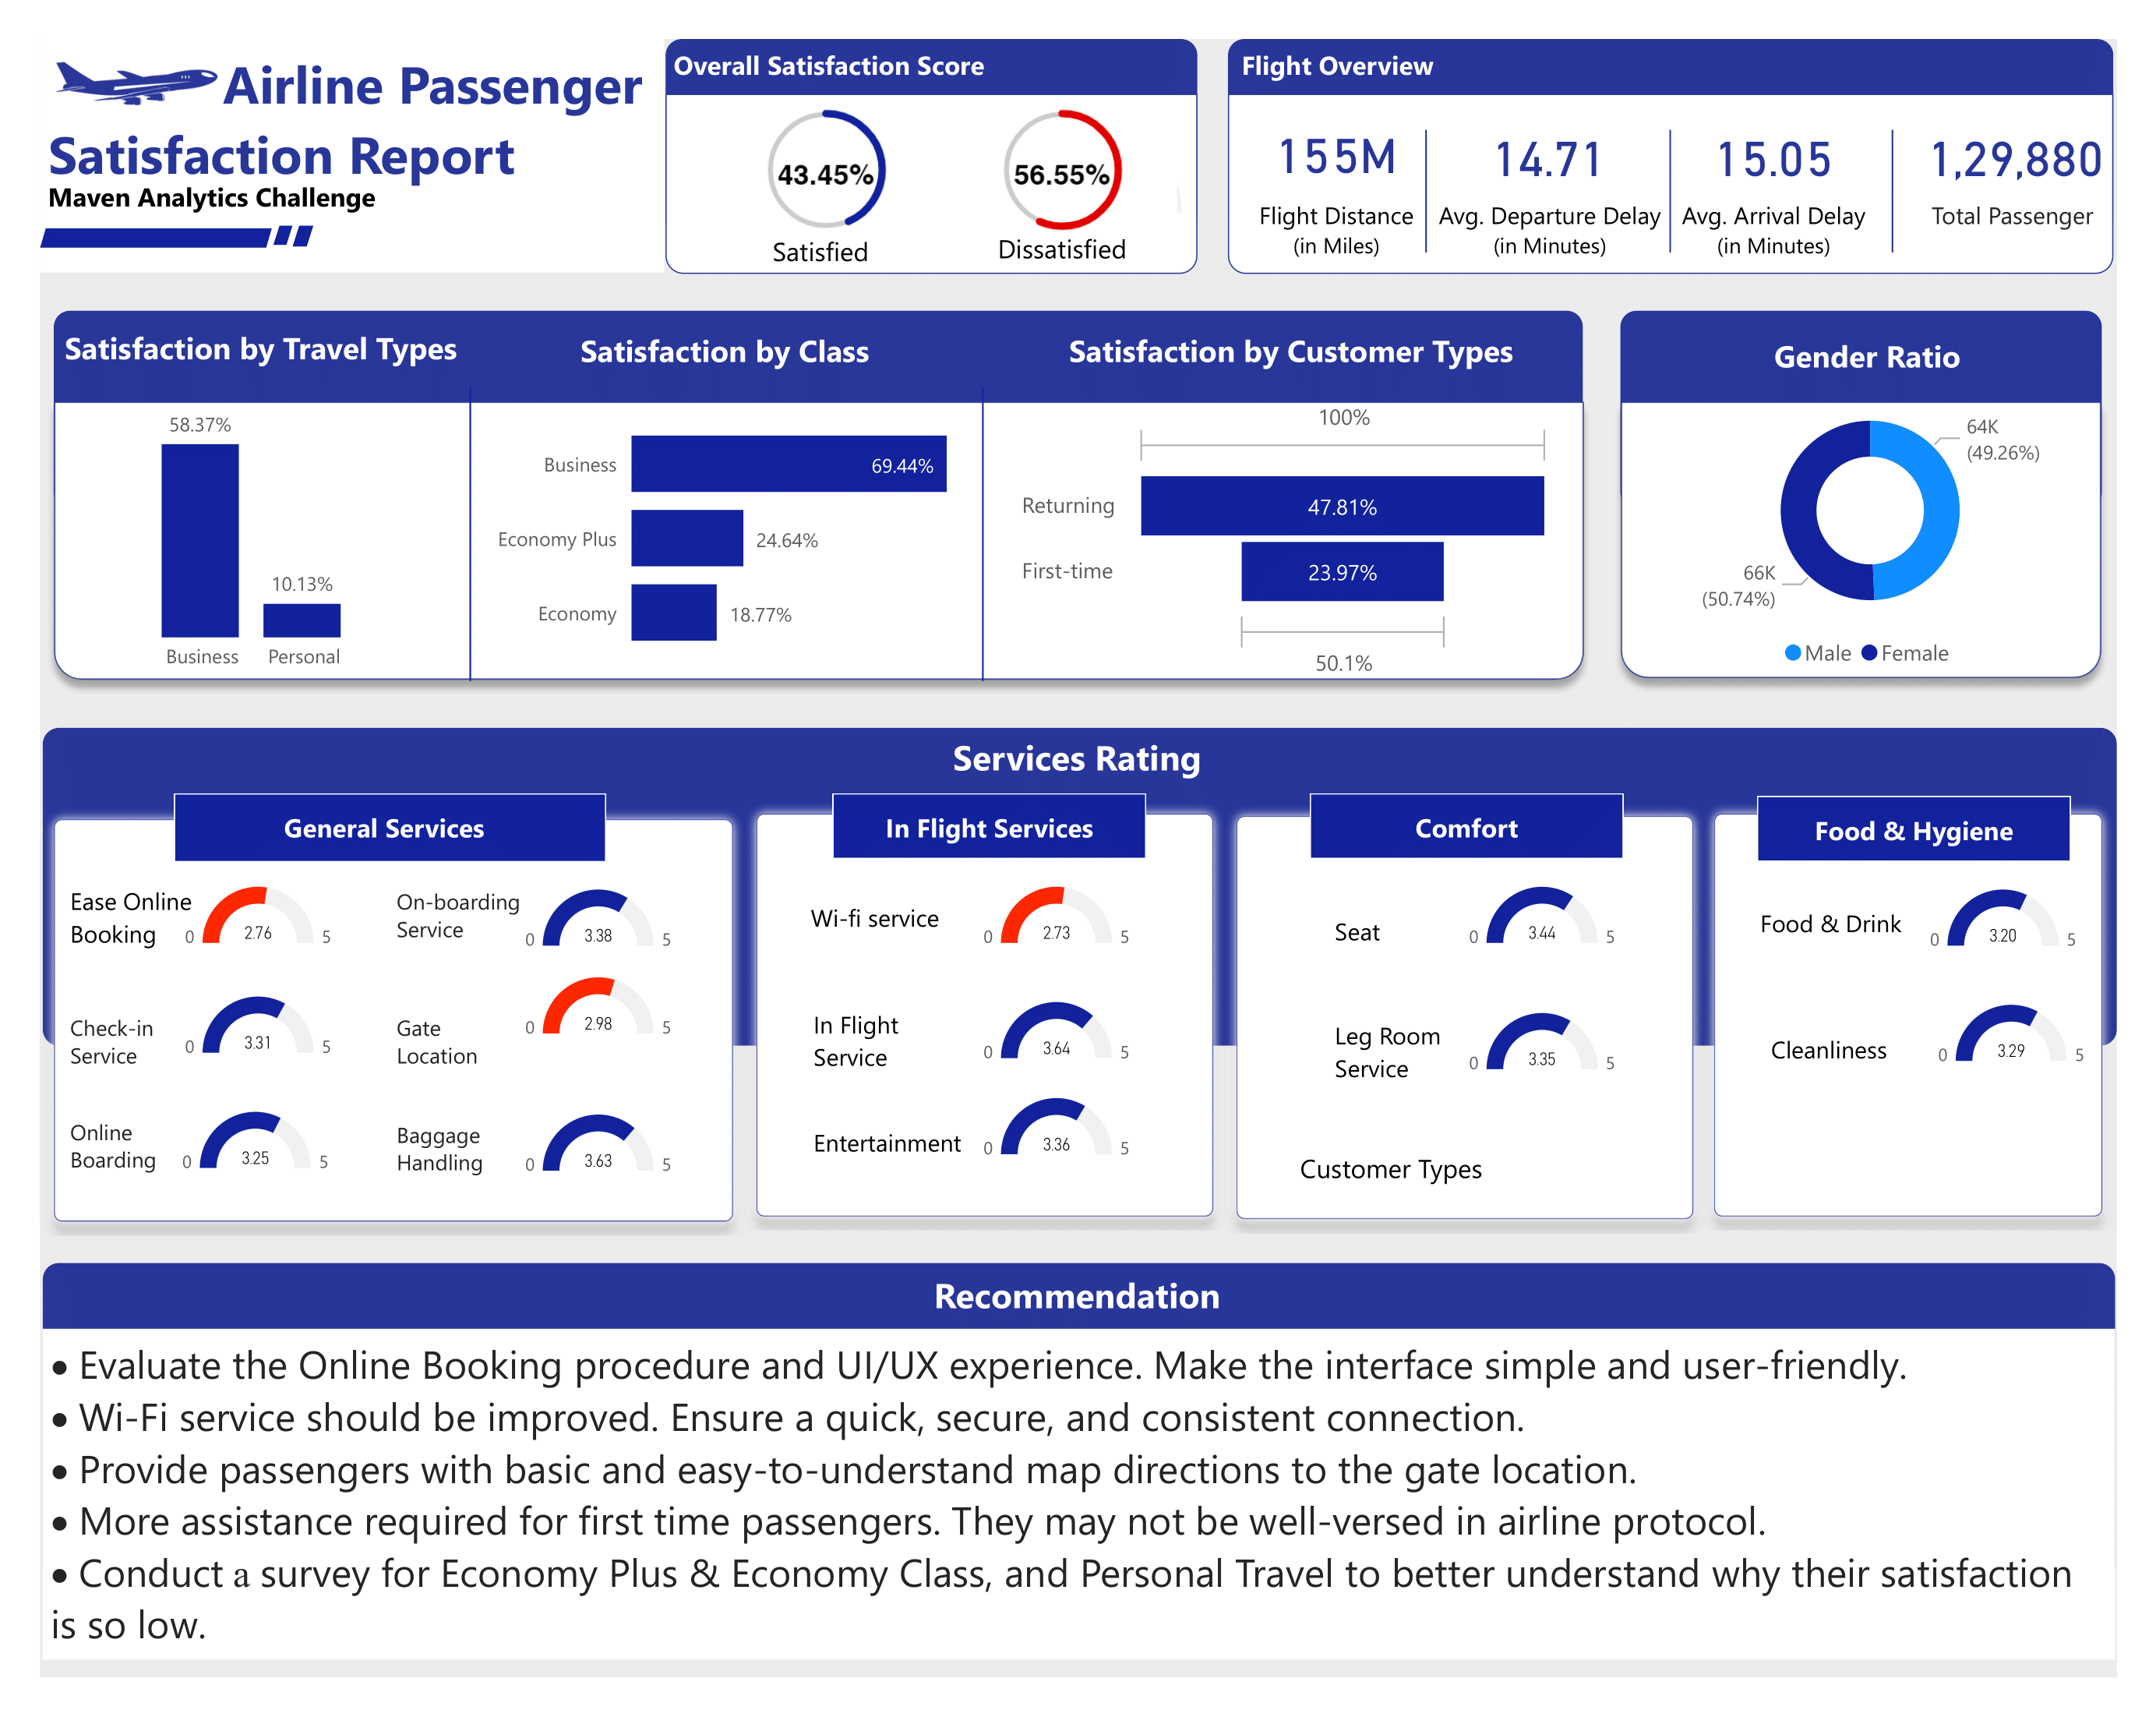 Airline Passenger
Satisfaction Report
Maven Analytics Challenge
Overall Satisfaction Score
43.45%
Satisfied
56.55%
Dissatisfied
Flight Overview
155M
Flight Distance
(in Miles)
14.71
Avg. Departure Delay
(in Minutes)
15.05
Avg. Arrival Delay
(in Minutes)
1,29,880
Total Passenger
Satisfaction by Travel Types
58.37%
10.13%
Business
Personal
Satisfaction by Class
Business
69.44%
Economy Plus
24.64%
Economy
18.77%
Satisfaction by Customer Types
100%
Returning
47.81%
First-time
23.97%
50.1%
Gender Ratio
64K
(49.26%)
66K
(50.74%)
Male
Female
Services Rating
General Services
Ease Online
Booking
0
2.76
5
On-boarding
Service
0
3.38
5
Check-in
Service
0
3.31
5
Gate
Location
0
2.98
5
Online
Boarding
0
3.25
5
Baggage
Handling
0
3.63
5
In Flight Services
Wi-fi service
0
2.73
5
In Flight
Service
0
3.64
5
Entertainment
0
3.36
5
Comfort
Seat
0
3.44
5
Leg Room
Service
0
3.35
5
Customer Types
Food & Hygiene
Food & Drink
0
3.20
5
Cleanliness
0
3.29
5
Recommendation
• Evaluate the Online Booking procedure and UI/UX experience. Make the interface simple and user-friendly.
• Wi-Fi service should be improved. Ensure a quick, secure, and consistent connection.
• Provide passengers with basic and easy-to-understand map directions to the gate location.
• More assistance required for first time passengers. They may not be well-versed in airline protocol.
• Conduct a survey for Economy Plus & Economy Class, and Personal Travel to better understand why their satisfaction
is so low.